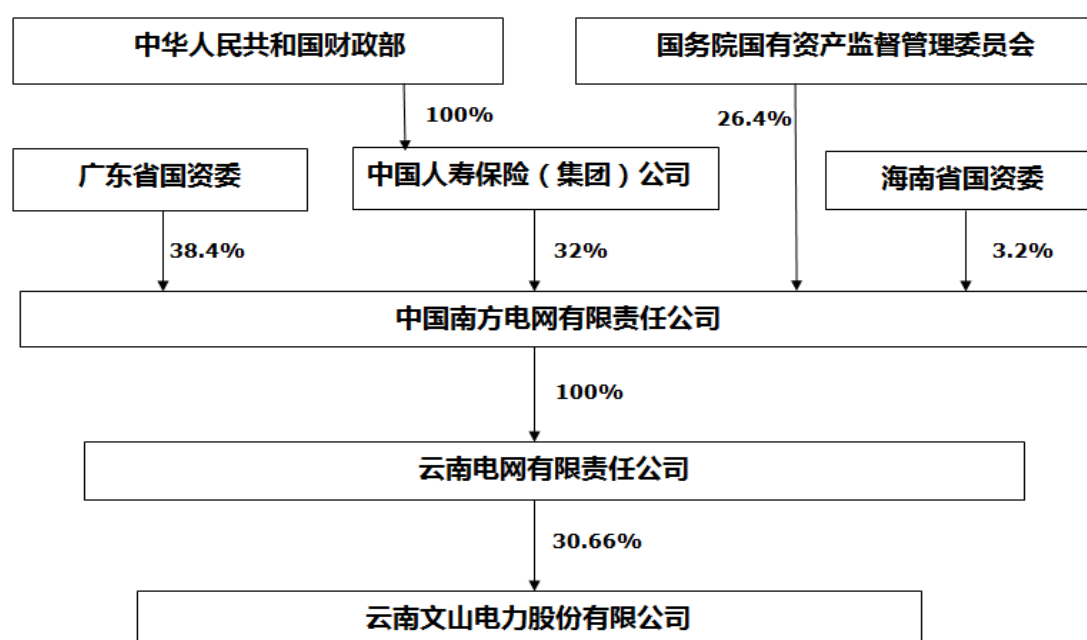 中华人民共和国财政部
国务院国有资产监督管理委员会
100%
26.4%
广东省国资委
中国人寿保险（集团）公司
海南省国资委
38.4%
32%
3.2%
中国南方电网有限责任公司
100%
云南电网有限责任公司
30.66%
云南文山电力股份有限公司